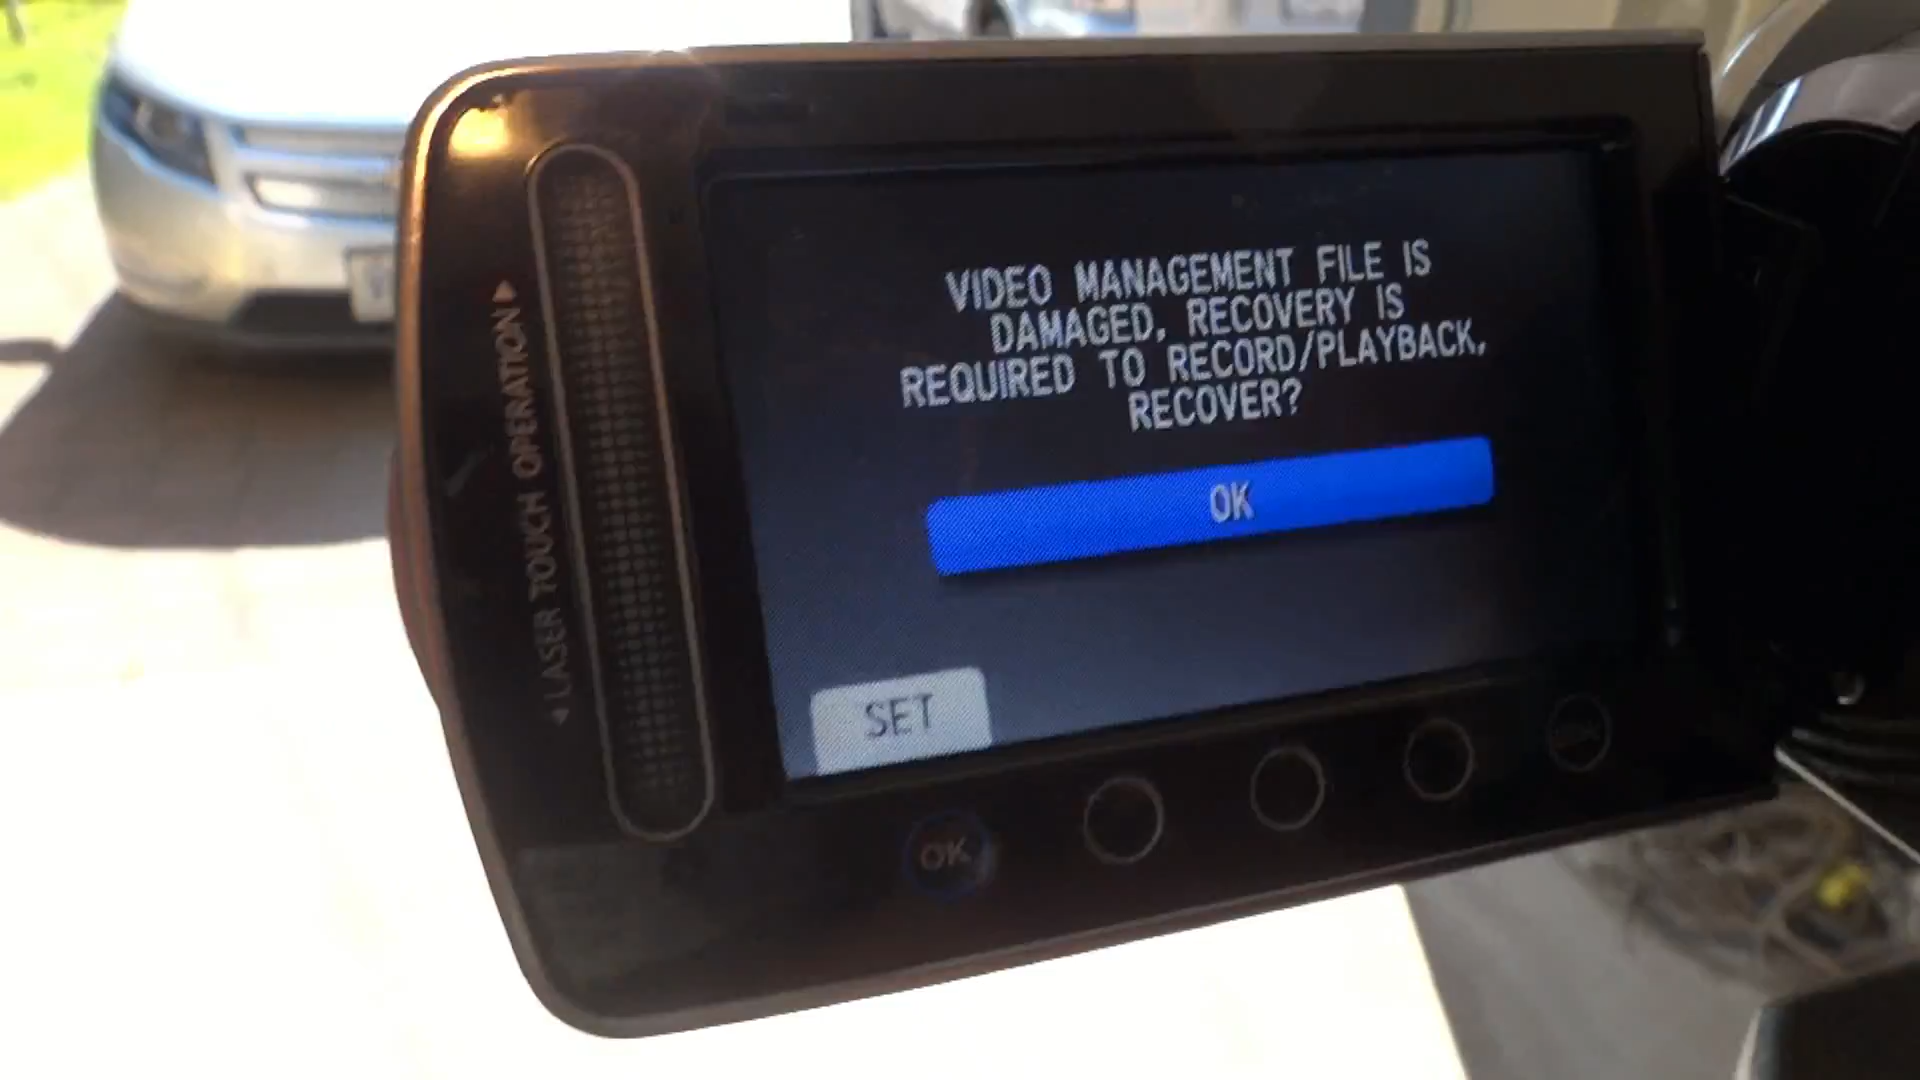 VIDEO MANAGEMENT FILE IS
DAMAGED. RECOVERY IS
REQUIRED TO RECORD/PLAYBACK.
RECOVER?
OK
SET
◀ LASER TOUCH OPERATION ▶
OK